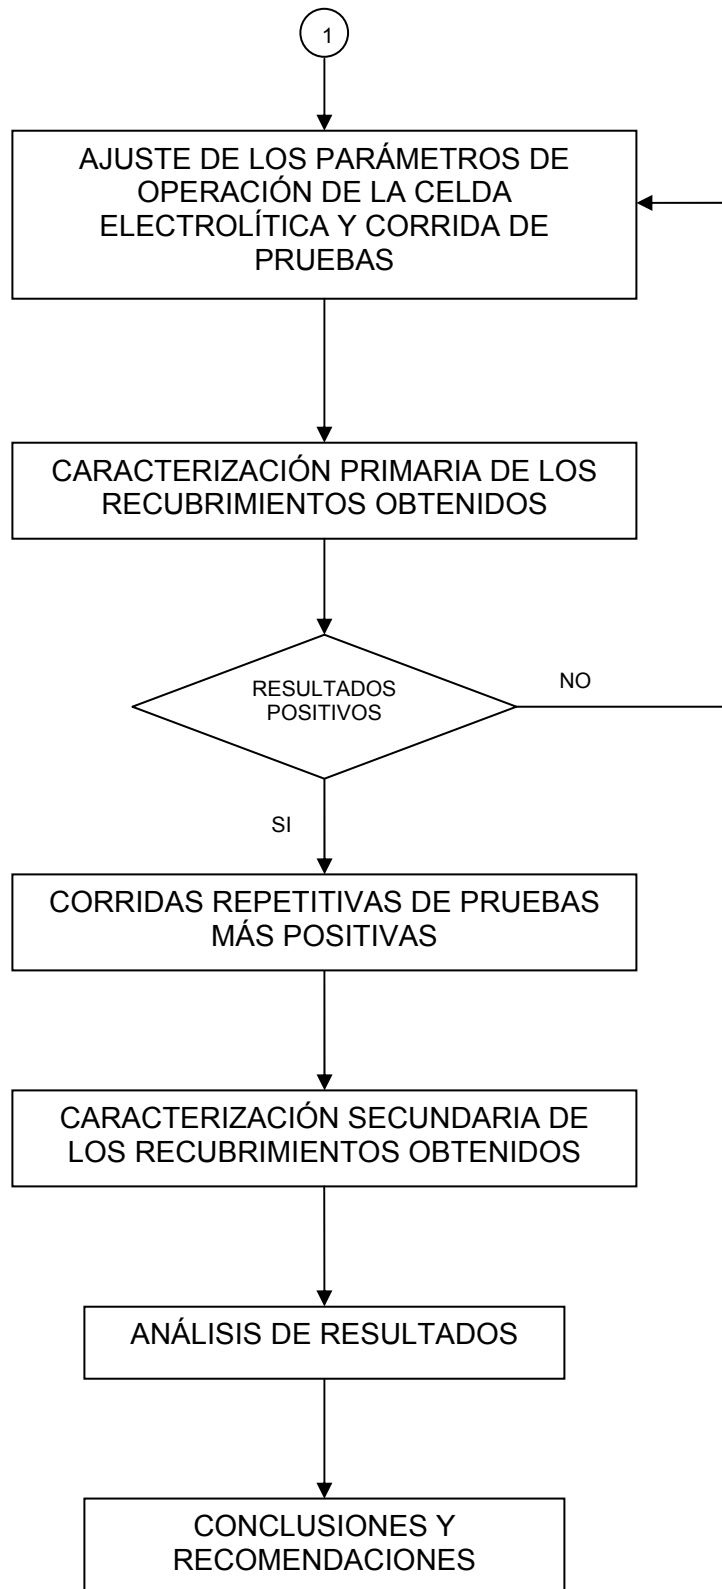 1
AJUSTE DE LOS PARÁMETROS DE
OPERACIÓN DE LA CELDA
ELECTROLÍTICA Y CORRIDA DE
PRUEBAS
CARACTERIZACIÓN PRIMARIA DE LOS
RECUBRIMIENTOS OBTENIDOS
RESULTADOS
POSITIVOS
NO
SI
CORRIDAS REPETITIVAS DE PRUEBAS
MÁS POSITIVAS
CARACTERIZACIÓN SECUNDARIA DE
LOS RECUBRIMIENTOS OBTENIDOS
ANÁLISIS DE RESULTADOS
CONCLUSIONES Y
RECOMENDACIONES